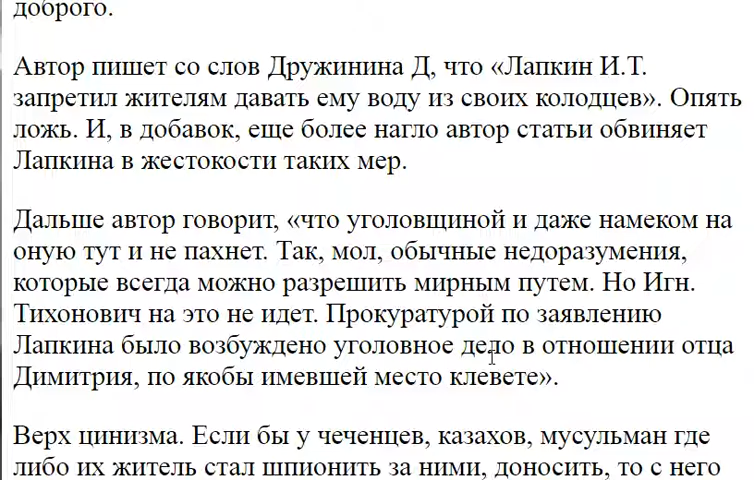 доброго.
Автор пишет со слов Дружинина Д, что «Лапкин И.Т.
запретил жителям давать ему воду из своих колодцев». Опять
ложь. И, в добавок, еще более нагло автор статьи обвиняет
Лапкина в жестокости таких мер.
Дальше автор говорит, «что уголовщиной и даже намеком на
оную тут и не пахнет. Так, мол, обычные недоразумения,
которые всегда можно разрешить мирным путем. Но Игн.
Тихонович на это не идет. Прокуратурой по заявлению
Лапкина было возбуждено уголовное дело в отношении отца
Димитрия, по якобы имевшей место клевете».
Верх цинизма. Если бы у чеченцев, казахов, мусульман где
либо их житель стал шпионить за ними, доносить, то с него